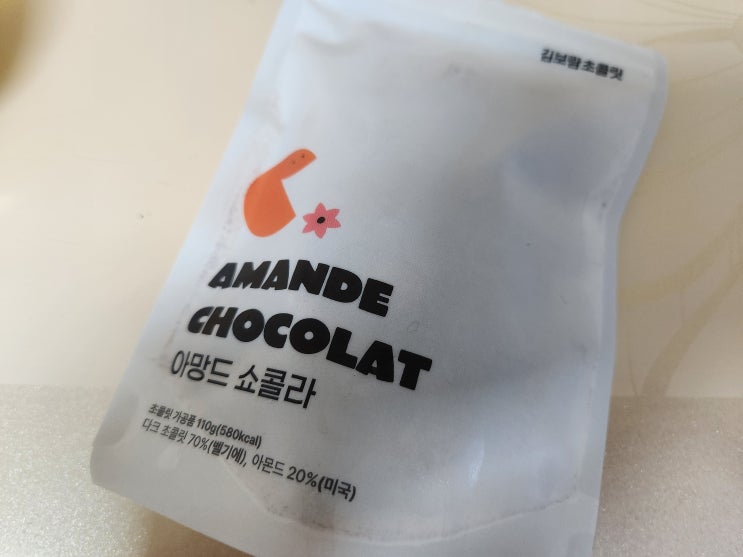 김보람 초콜릿
AMANDE
CHOCOLAT
아망드 쇼콜라
초콜릿 가공품 110g(580kcal)
다크 초콜릿 70%(벨기에), 아몬드 20%(미국)